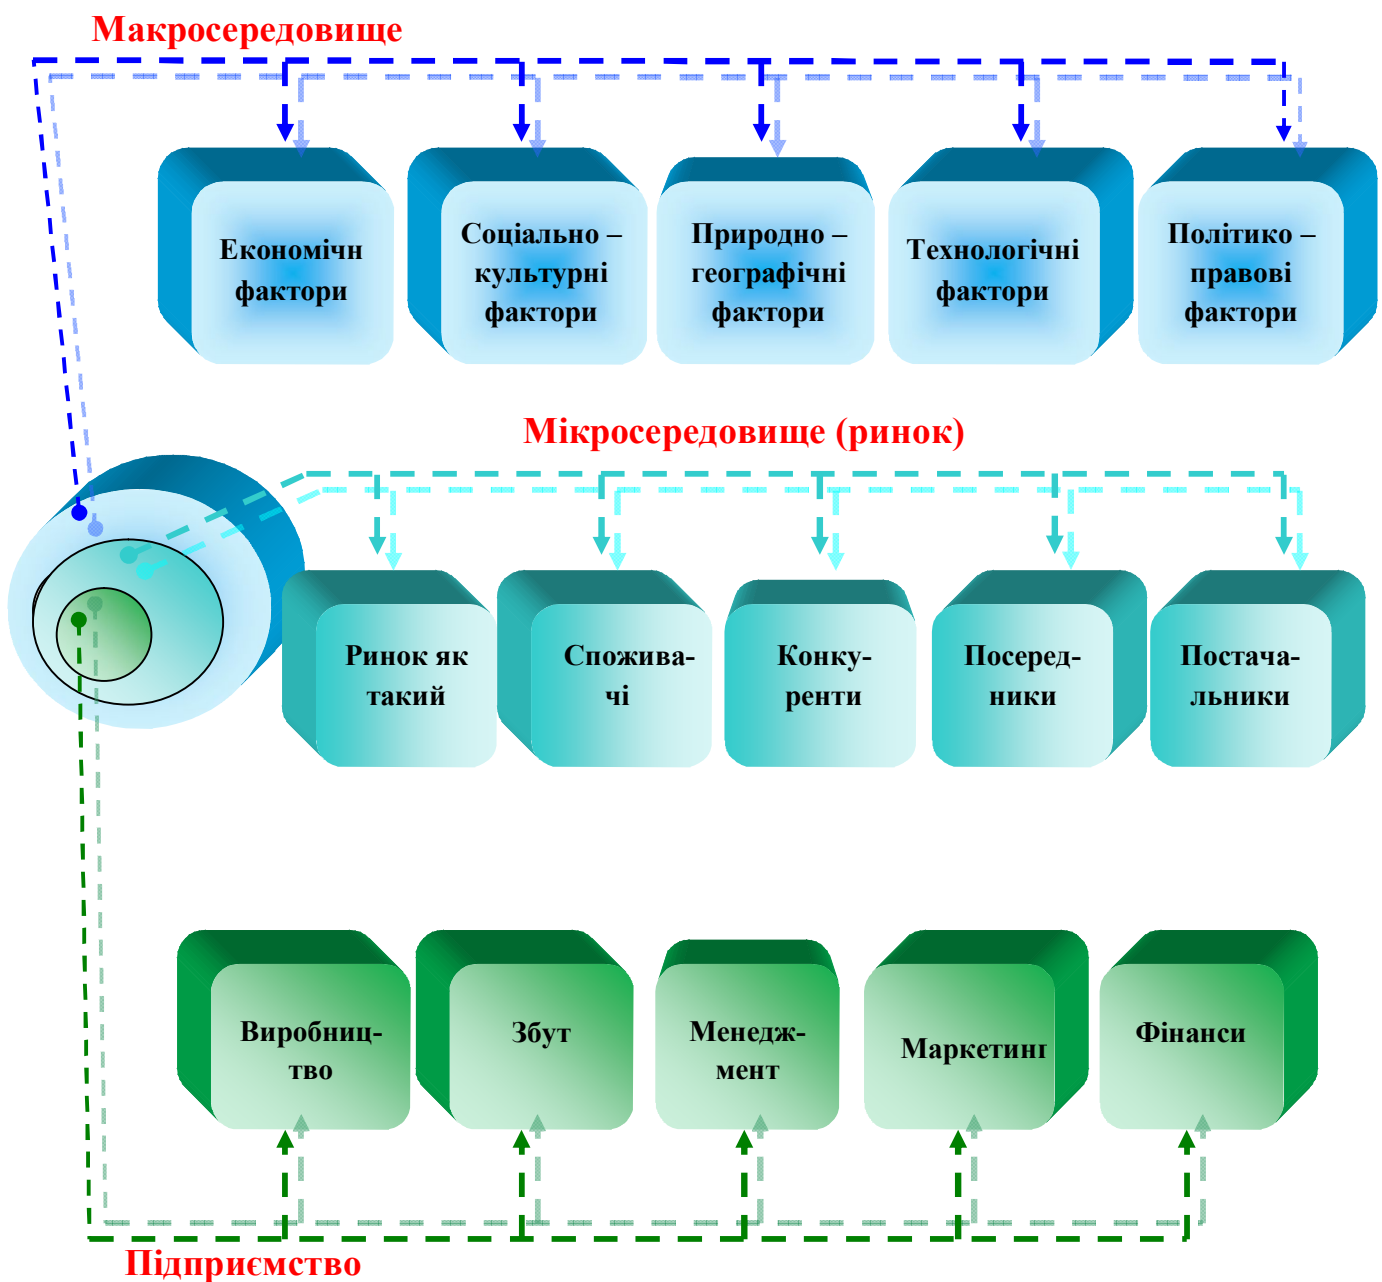 Макросередовище
Економічн
фактори
Соціально –
культурні
фактори
Природно –
географічні
фактори
Технологічні
фактори
Політико –
правові
фактори
Мікросередовище (ринок)
Ринок як
такий
Спожива-
чі
Конку-
ренти
Посеред-
ники
Постача-
льники
Виробниц-
тво
Збут
Менедж-
мент
Маркетинг
Фінанси
Підприємство